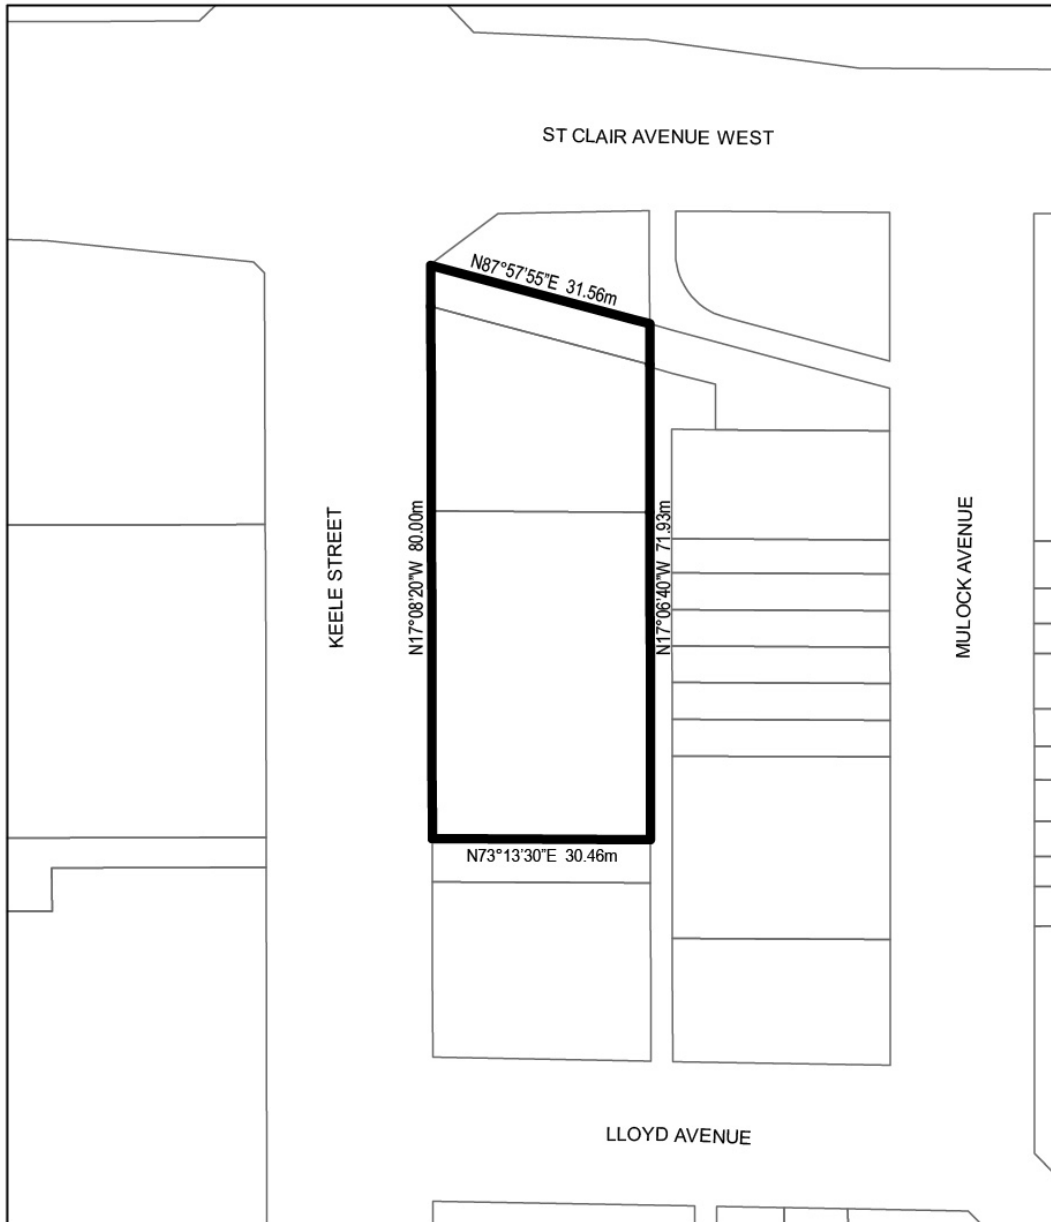 ST CLAIR AVENUE WEST
N87°57'55"E 31.56m
KEELE STREET
N17°08'20"W 80.00m
N17°06'40"W 71.93m
MULOCK AVENUE
N73°13'30"E 30.46m
LLOYD AVENUE